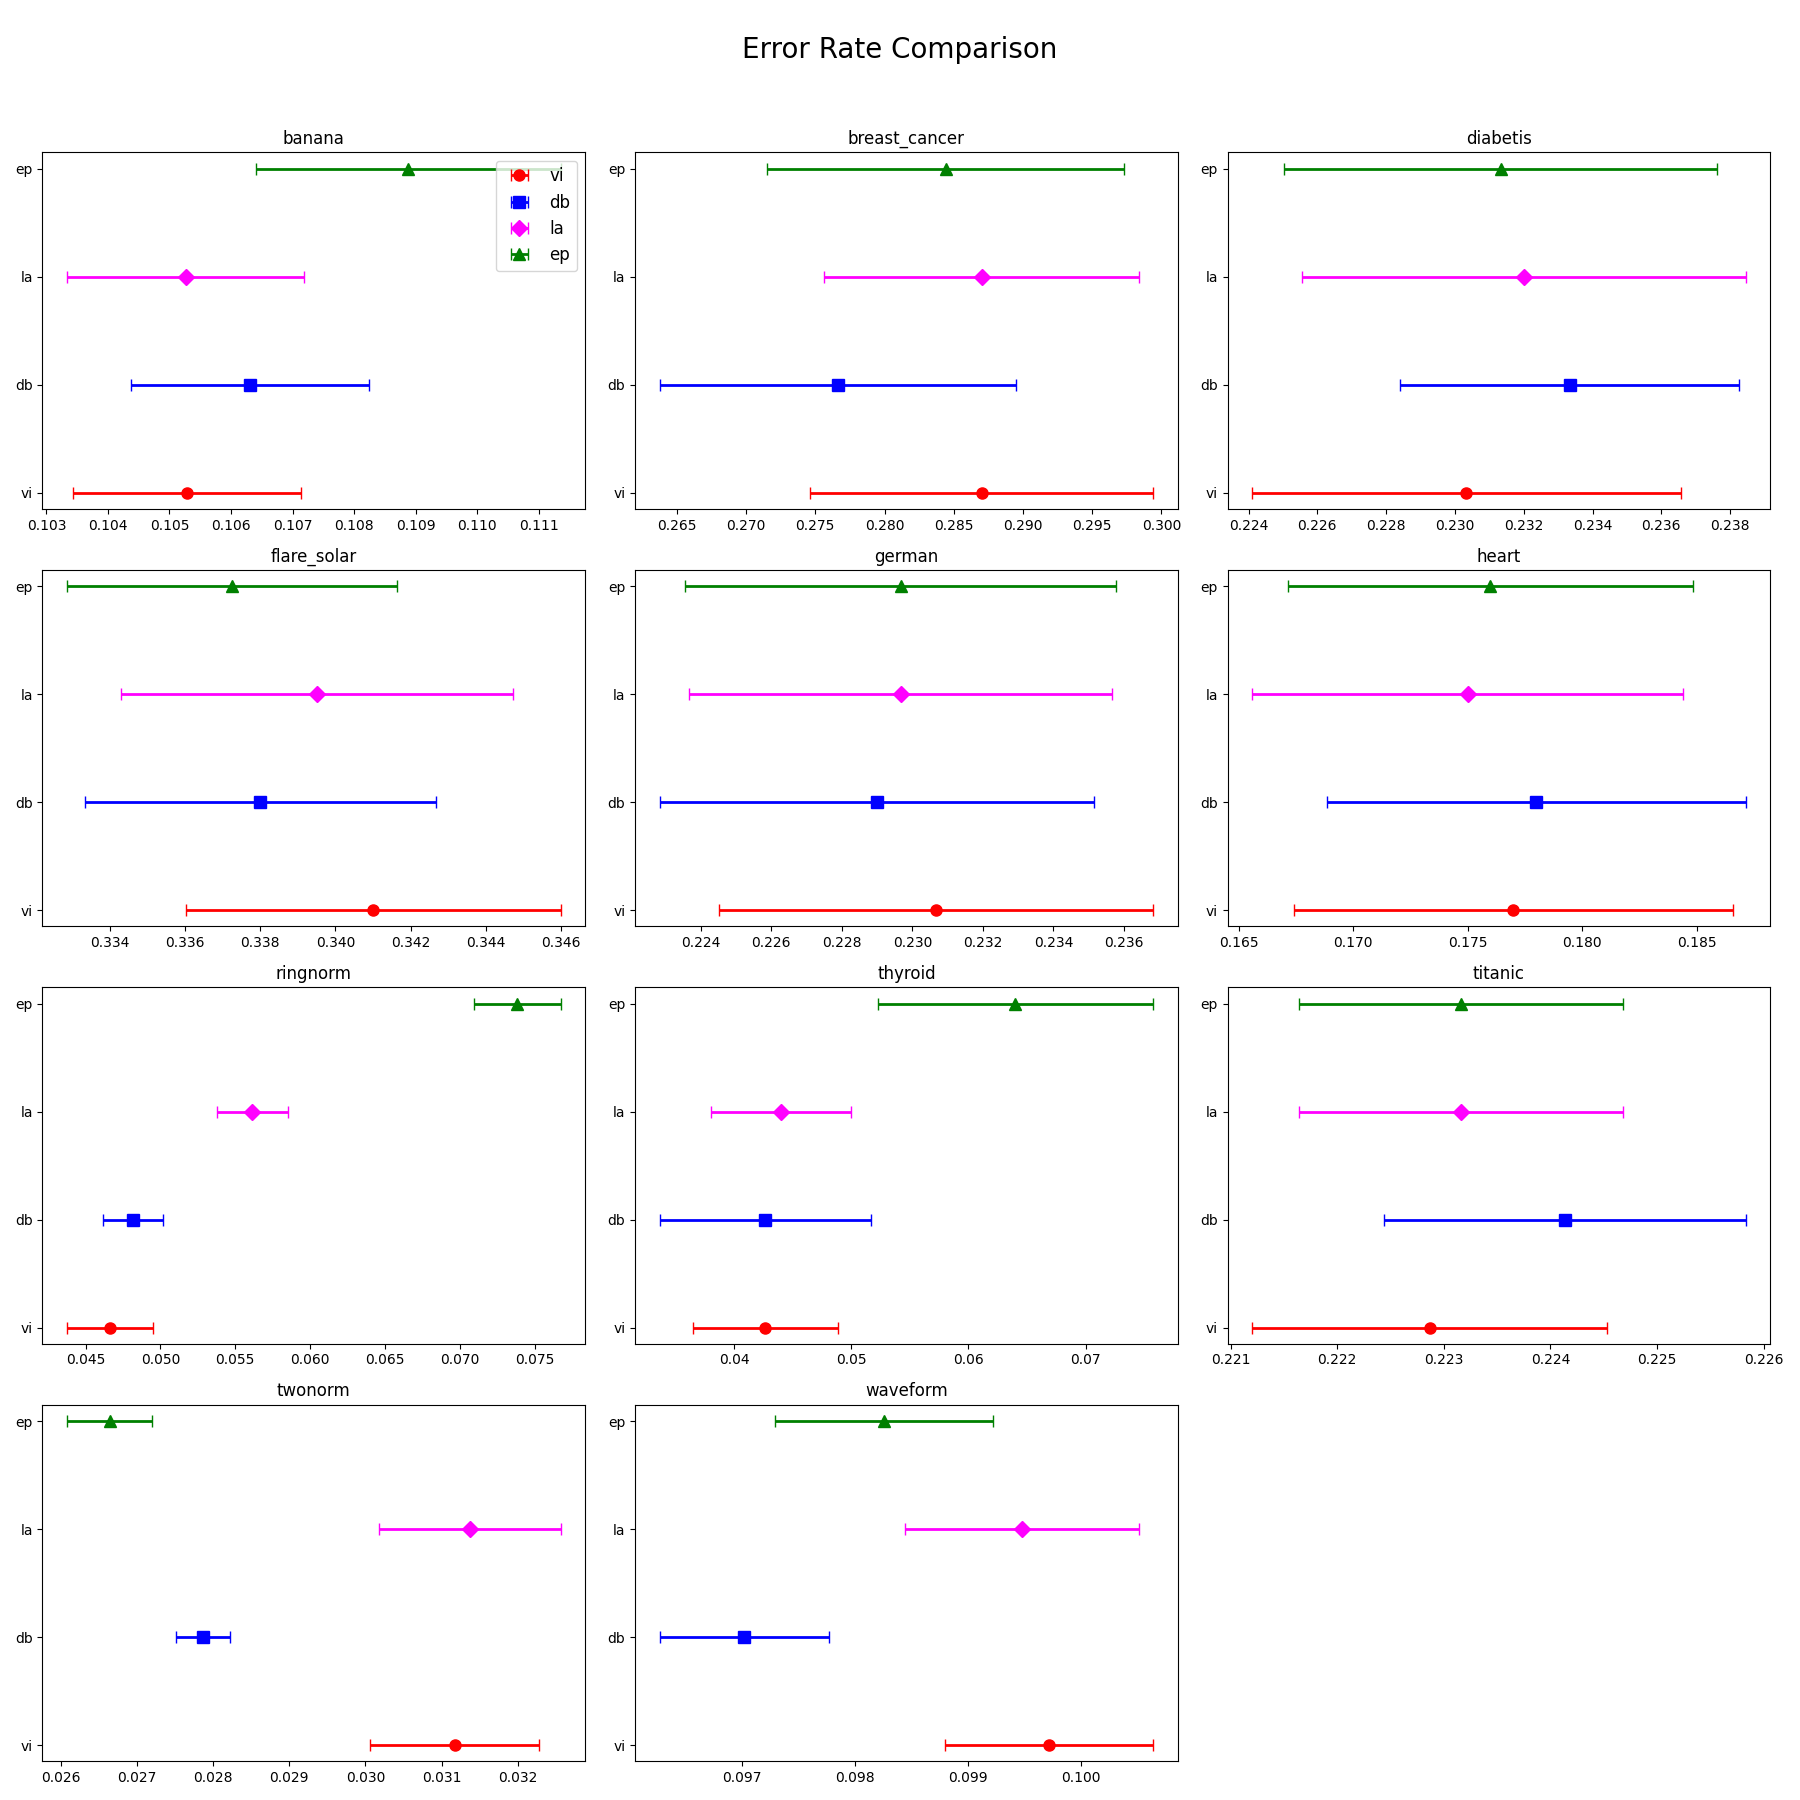 Error Rate Comparison
banana
breast_cancer
diabetis
ep
la
db
vi
vi
db
la
ep
0.103 0.104 0.105 0.106 0.107 0.108 0.109 0.110 0.111
ep
la
db
vi
0.265 0.270 0.275 0.280 0.285 0.290 0.295 0.300
ep
la
db
vi
0.224 0.226 0.228 0.230 0.232 0.234 0.236 0.238
flare_solar
german
heart
ep
la
db
vi
0.334 0.336 0.338 0.340 0.342 0.344 0.346
ep
la
db
vi
0.224 0.226 0.228 0.230 0.232 0.234 0.236
ep
la
db
vi
0.165 0.170 0.175 0.180 0.185
ringnorm
thyroid
titanic
ep
la
db
vi
0.045 0.050 0.055 0.060 0.065 0.070 0.075
ep
la
db
vi
0.04 0.05 0.06 0.07
ep
la
db
vi
0.221 0.222 0.223 0.224 0.225 0.226
twonorm
waveform
ep
la
db
vi
0.026 0.027 0.028 0.029 0.030 0.031 0.032
ep
la
db
vi
0.097 0.098 0.099 0.100